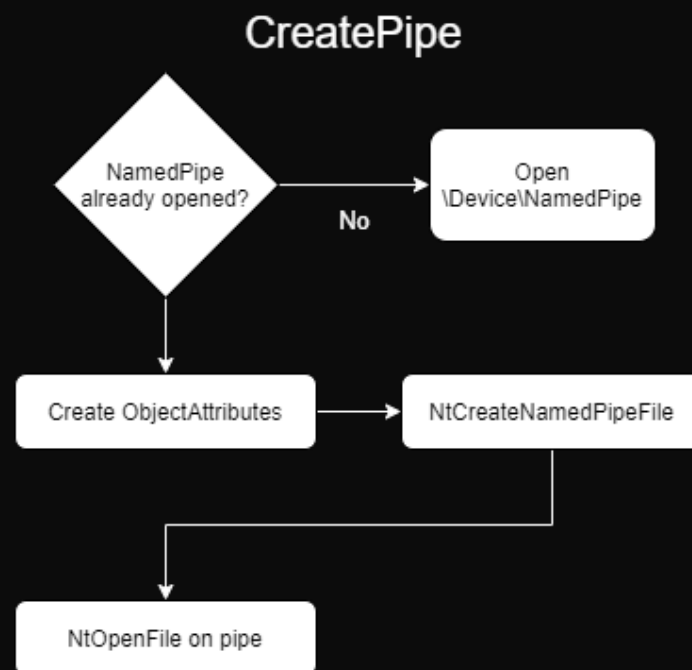 CreatePipe
NamedPipe
already opened?
No
Open
\Device\NamedPipe
Create ObjectAttributes
NtCreateNamedPipeFile
NtOpenFile on pipe